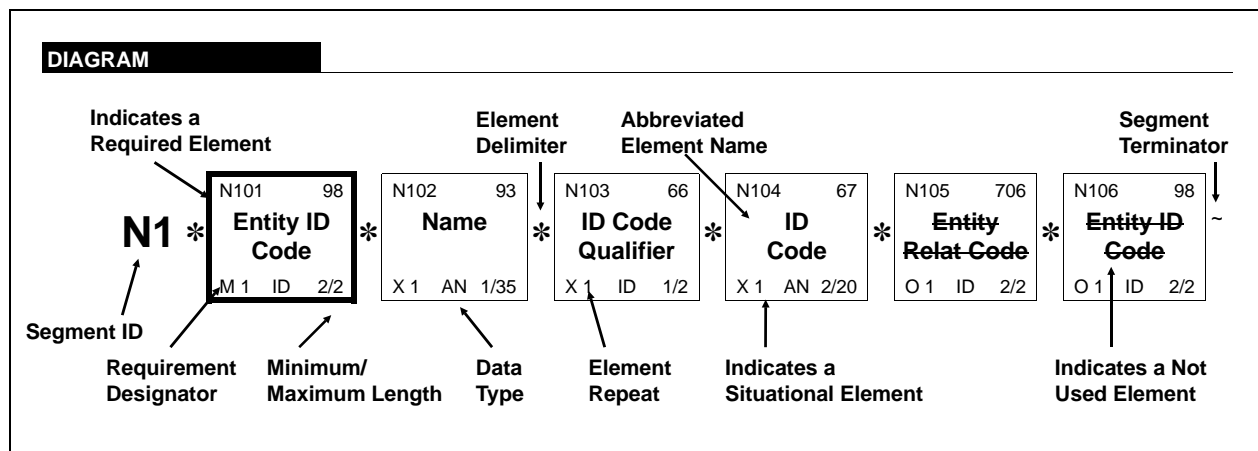 DIAGRAM
Indicates a
Required Element
Element
Delimiter
Abbreviated
Element Name
Segment
Terminator
N1 *
N101 98
Entity ID
Code
M 1 ID 2/2
*
N102 93
Name
X 1 AN 1/35
*
N103 66
ID Code
Qualifier
X 1 ID 1/2
*
N104 67
ID
Code
X 1 AN 2/20
*
N105 706
Entity
Relat Code
O 1 ID 2/2
*
N106 98
Entity ID
Code
O 1 ID 2/2
~
Segment ID
Requirement
Designator
Minimum/
Maximum Length
Data
Type
Element
Repeat
Indicates a
Situational Element
Indicates a Not
Used Element